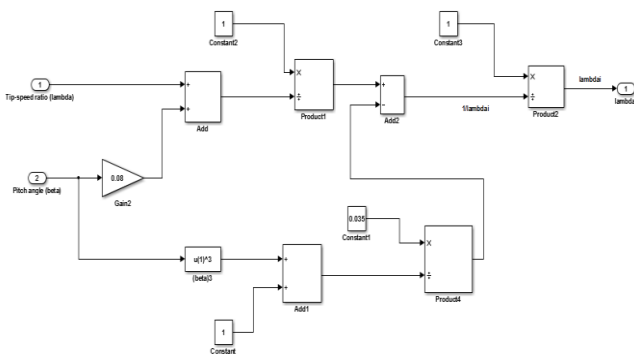 1
Constant2
1
Constant3
1
Tip-speed ratio (lambda)
+
+
Add
×
÷
Product1
+
−
Add2
1/lambdai
×
÷
Product2
lambdai
1
lambda
2
Pitch angle (beta)
0.08
Gain2
0.035
Constant1
u(1)^3
(beta)3
+
+
Add1
×
÷
Product4
1
Constant